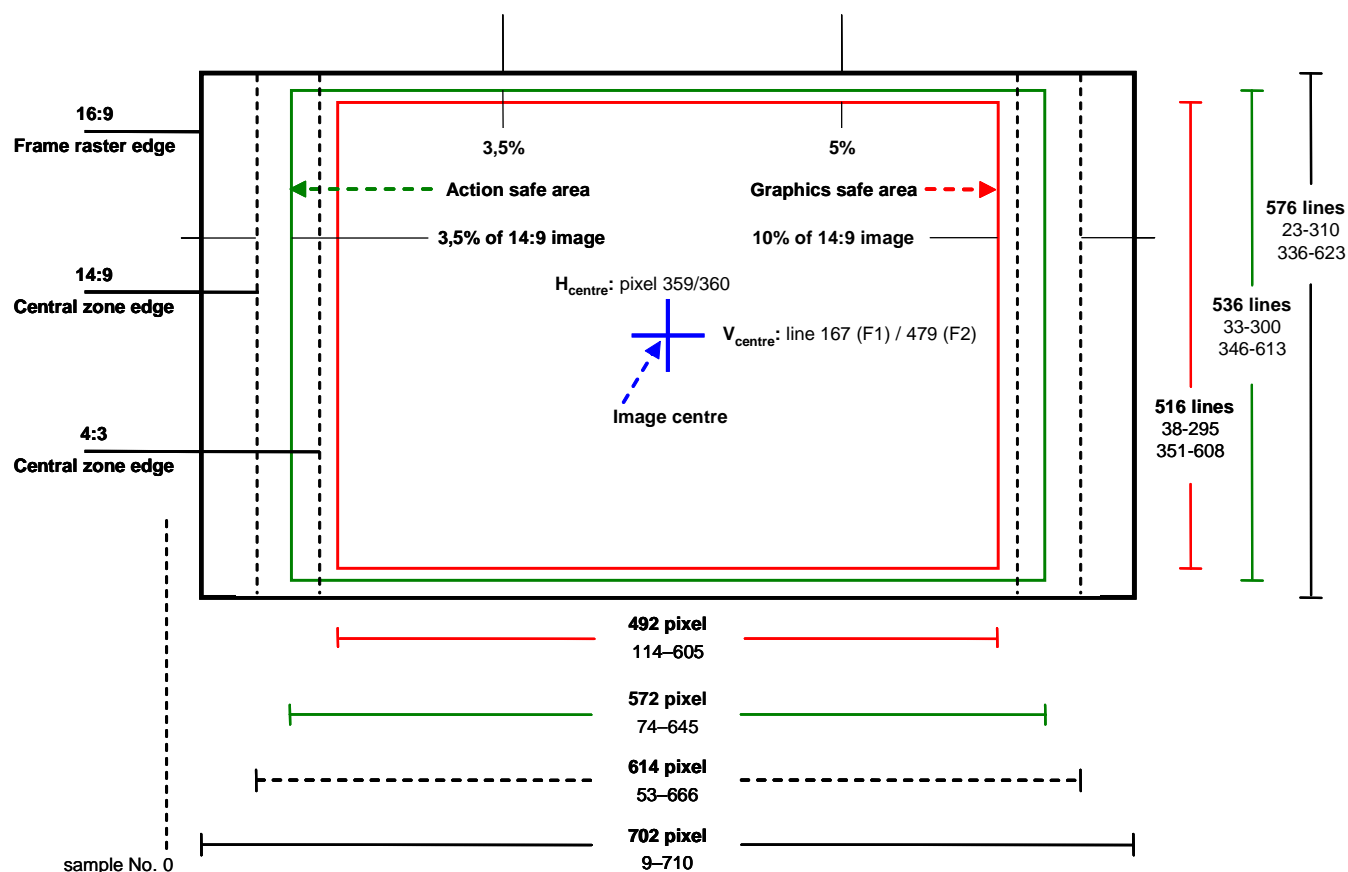 16:9
Frame raster edge
3,5%
5%
Action safe area
Graphics safe area
3,5% of 14:9 image
10% of 14:9 image
14:9
Central zone edge
Hcentre: pixel 359/360
Vcentre: line 167 (F1) / 479 (F2)
Image centre
4:3
Central zone edge
576 lines
23-310
336-623
536 lines
33-300
346-613
516 lines
38-295
351-608
492 pixel
114–605
572 pixel
74–645
614 pixel
53–666
702 pixel
9–710
sample No. 0